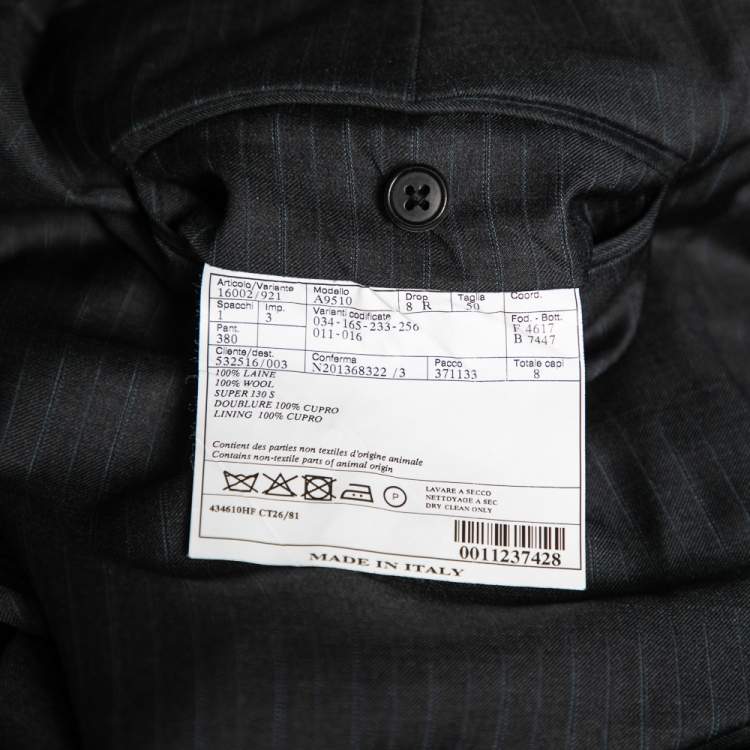 Articolo/Variante Modello Drop Taglia Coord.
16002/921 A9510 8 R 50
Spacchi Imp. Varianti codificate Fod. - Bott.
1 3 034-165-233-256 F 4617
Pant. 011-016 B 7447
380
Cliente/dest. Conferma Pacco Totale capi
532516/003 N201368322 /3 371133 8
100% LAINE
100% WOOL
SUPER 130 S
DOUBLURE 100% CUPRO
LINING 100% CUPRO
Contient des parties non textiles d'origine animale
Contains non-textile parts of animal origin
P
LAVARE A SECCO
NETTOYAGE A SEC
DRY CLEAN ONLY
434610HF CT26/81
0011237428
MADE IN ITALY